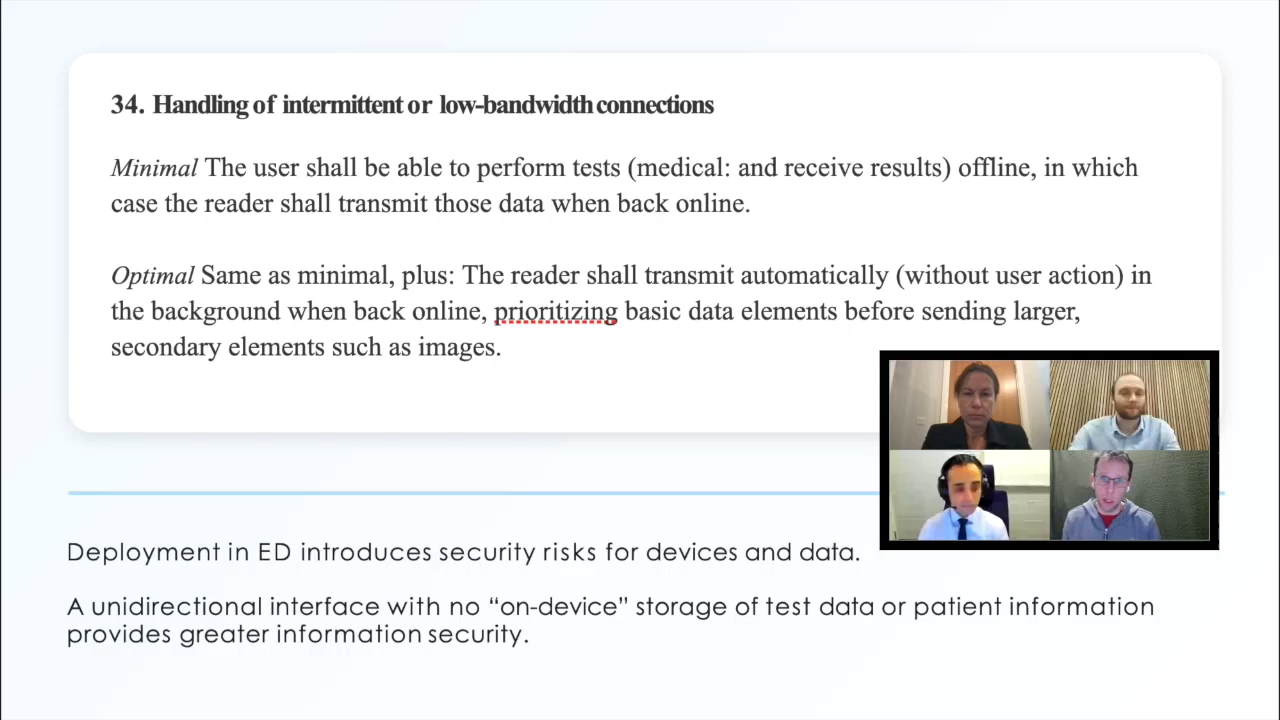 34. Handling of intermittent or low-bandwidth connections
Minimal The user shall be able to perform tests (medical: and receive results) offline, in which
case the reader shall transmit those data when back online.
Optimal Same as minimal, plus: The reader shall transmit automatically (without user action) in
the background when back online, prioritizing basic data elements before sending larger,
secondary elements such as images.
Deployment in ED introduces security risks for devices and data.
A unidirectional interface with no “on-device” storage of test data or patient information
provides greater information security.